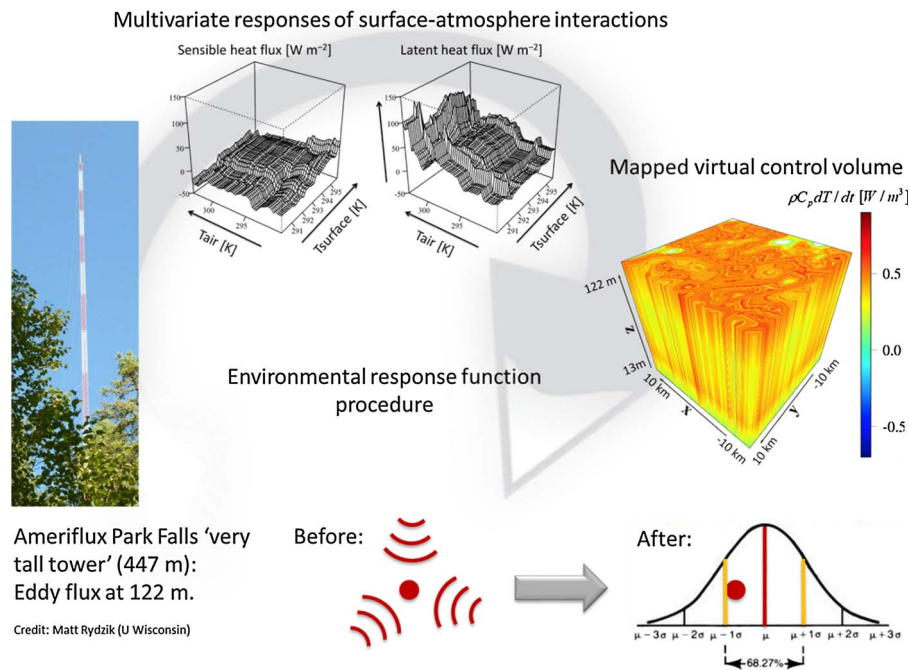 Multivariate responses of surface-atmosphere interactions
Sensible heat flux [W m⁻²]
Latent heat flux [W m⁻²]
150
100
50
0
-50
300
295
Tair [K]
291
292
293
294
295
Tsurface [K]
150
100
50
0
-50
300
295
Tair [K]
291
292
293
294
295
Tsurface [K]
Mapped virtual control volume
ρCₚdT / dt [W / m³]
122 m
z
13m
10 km
x
-10 km
10 km
y
-10 km
0.5
0.0
-0.5
Environmental response function
procedure
Ameriflux Park Falls ‘very
tall tower’ (447 m):
Eddy flux at 122 m.
Credit: Matt Rydzik (U Wisconsin)
Before:
After:
μ−3σ μ−2σ μ−1σ μ μ+1σ μ+2σ μ+3σ
68.27%